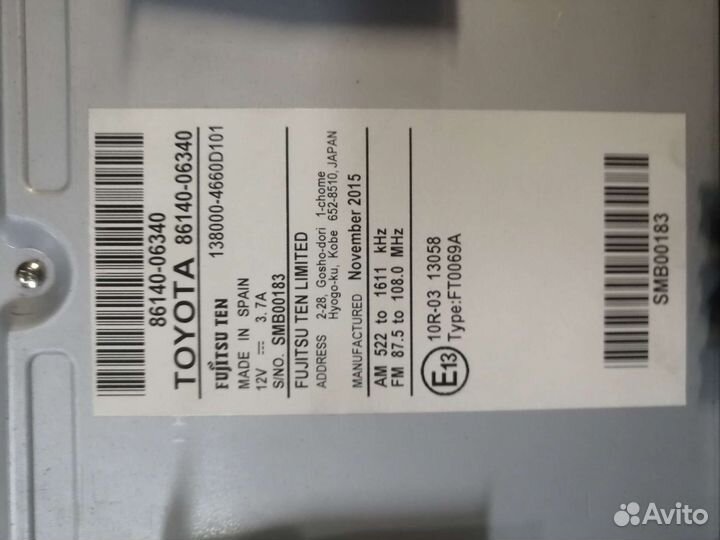 86140-06340
TOYOTA 86140-06340
FUJITSU TEN 138000-4660D101
MADE IN SPAIN
12V 3.7A
S/NO. SMB00183
FUJITSU TEN LIMITED
ADDRESS 2-28, Gosho-dori 1-chome
Hyogo-ku, Kobe 652-8510, JAPAN
MANUFACTURED November 2015
AM 522 to 1611 kHz
FM 87.5 to 108.0 MHz
E13 10R-03 13058
Type:FT0069A
SMB00183
Avito